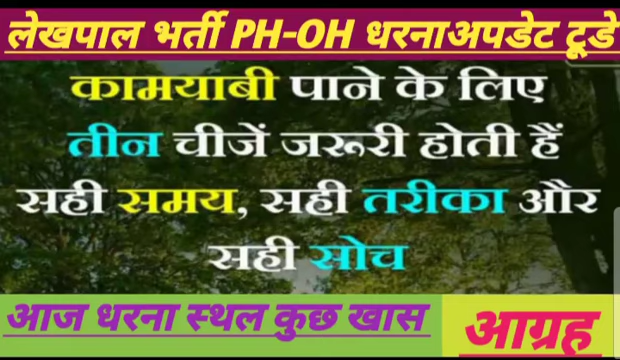 लेखपाल भर्ती PH-OH धरनाअपडेट टूडे
कामयाबी पाने के लिए
तीन चीजें जरूरी होती हैं
सही समय, सही तरीका और
सही सोच
आज धरना स्थल कुछ खास
आग्रह